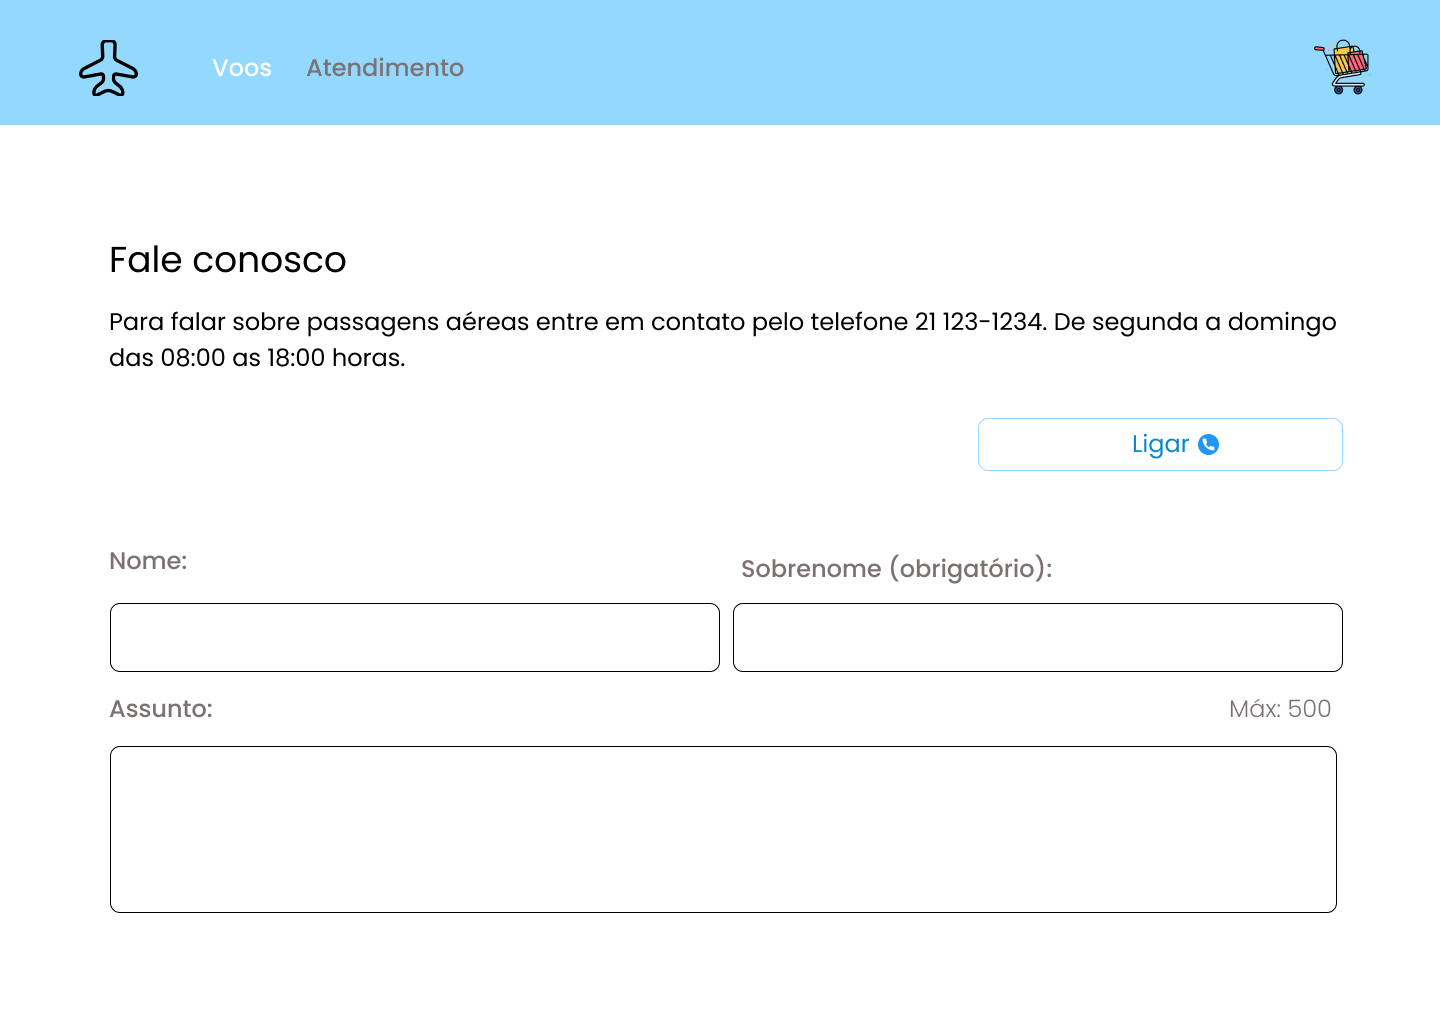 Voos Atendimento
Fale conosco
Para falar sobre passagens aéreas entre em contato pelo telefone 21 123-1234. De segunda a domingo
das 08:00 as 18:00 horas.
Ligar
Nome:
Sobrenome (obrigatório):
Assunto:
Máx: 500